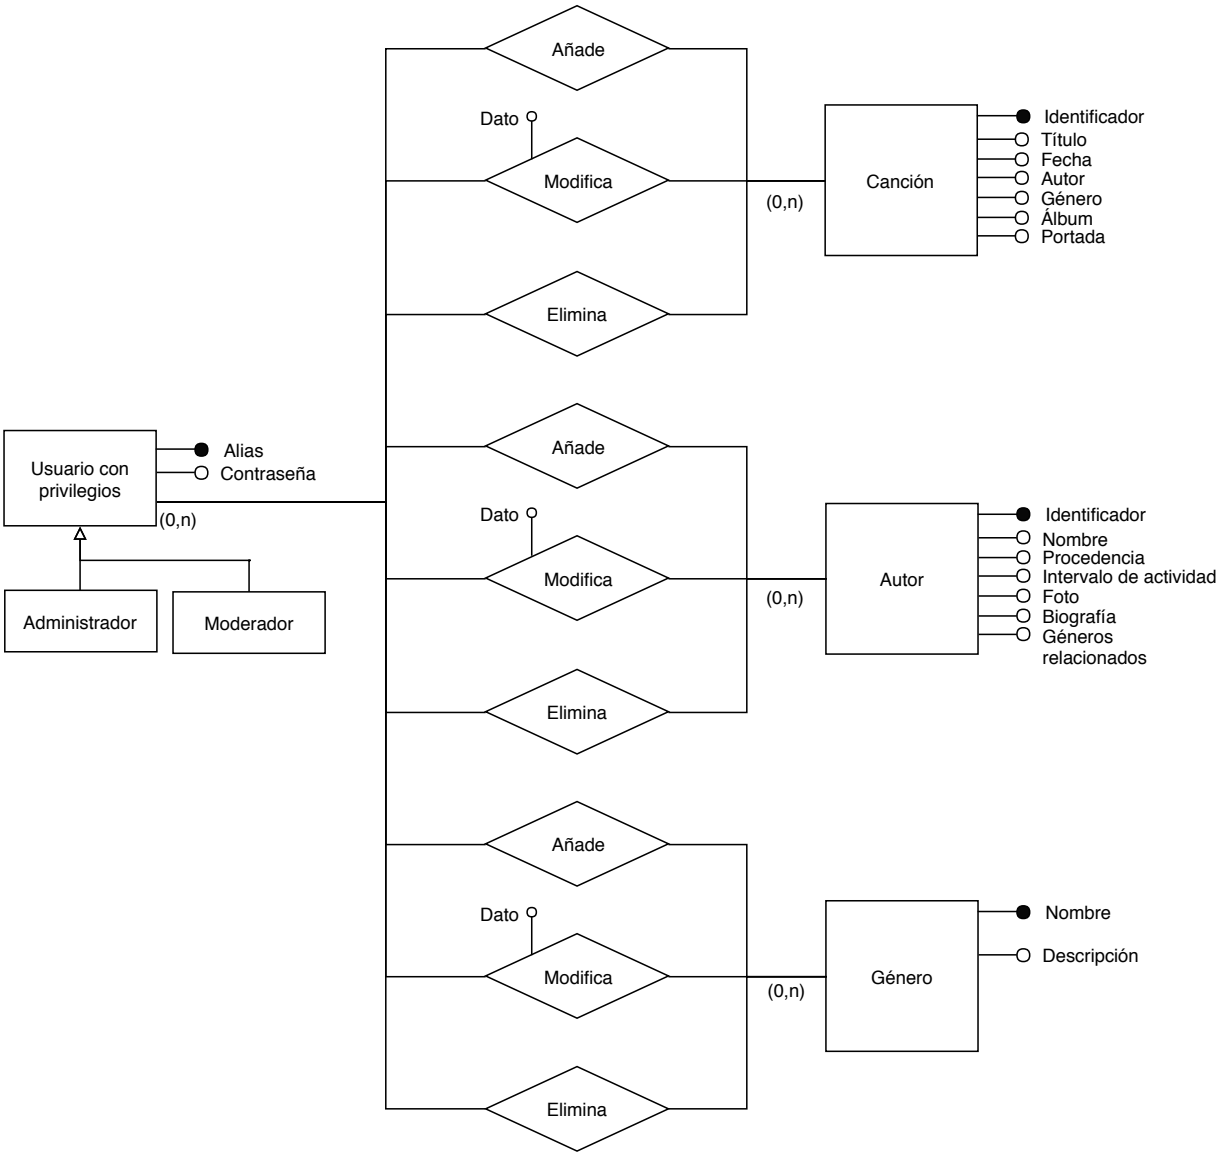 Añade
Dato
Modifica
Elimina
(0,n)
Canción
Identificador
Título
Fecha
Autor
Género
Álbum
Portada
Usuario con
privilegios
Alias
Contraseña
(0,n)
Administrador
Moderador
Añade
Dato
Modifica
Elimina
(0,n)
Autor
Identificador
Nombre
Procedencia
Intervalo de actividad
Foto
Biografía
Géneros
relacionados
Añade
Dato
Modifica
Elimina
(0,n)
Género
Nombre
Descripción